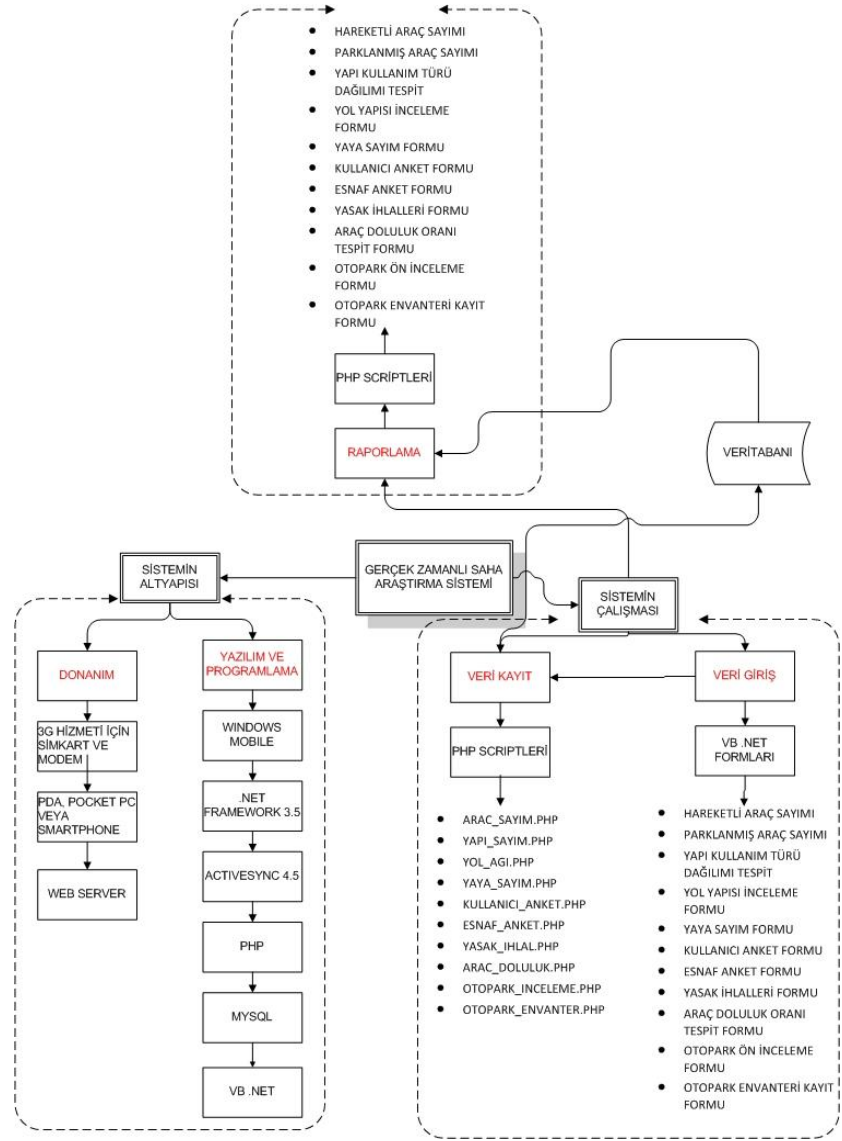 HAREKETLİ ARAÇ SAYIMI
PARKLANMIŞ ARAÇ SAYIMI
YAPI KULLANIM TÜRÜ
DAĞILIMI TESPİT
YOL YAPISI İNCELEME
FORMU
YAYA SAYIM FORMU
KULLANICI ANKET FORMU
ESNAF ANKET FORMU
YASAK İHLALLERİ FORMU
ARAÇ DOLULUK ORANI
TESPİT FORMU
OTOPARK ÖN İNCELEME
FORMU
OTOPARK ENVANTERİ KAYIT
FORMU
PHP SCRIPTLERİ
RAPORLAMA
VERİTABANI
SİSTEMİN
ALTYAPISI
GERÇEK ZAMANLI SAHA
ARAŞTIRMA SİSTEMİ
SİSTEMİN
ÇALIŞMASI
DONANIM
3G HİZMETİ İÇİN
SİMKART VE
MODEM
PDA, POCKET PC
VEYA
SMARTPHONE
WEB SERVER
YAZILIM VE
PROGRAMLAMA
WINDOWS
MOBILE
.NET
FRAMEWORK 3.5
ACTIVESYNC 4.5
PHP
MYSQL
VB .NET
VERİ KAYIT
PHP SCRIPTLERİ
ARAC_SAYIM.PHP
YAPI_SAYIM.PHP
YOL_AGI.PHP
YAYA_SAYIM.PHP
KULLANICI_ANKET.PHP
ESNAF_ANKET.PHP
YASAK_IHLAL.PHP
ARAC_DOLULUK.PHP
OTOPARK_INCELEME.PHP
OTOPARK_ENVANTER.PHP
VERİ GİRİŞ
VB .NET
FORMLARI
HAREKETLİ ARAÇ SAYIMI
PARKLANMIŞ ARAÇ SAYIMI
YAPI KULLANIM TÜRÜ
DAĞILIMI TESPİT
YOL YAPISI İNCELEME
FORMU
YAYA SAYIM FORMU
KULLANICI ANKET FORMU
ESNAF ANKET FORMU
YASAK İHLALLERİ FORMU
ARAÇ DOLULUK ORANI
TESPİT FORMU
OTOPARK ÖN İNCELEME
FORMU
OTOPARK ENVANTERİ KAYIT
FORMU